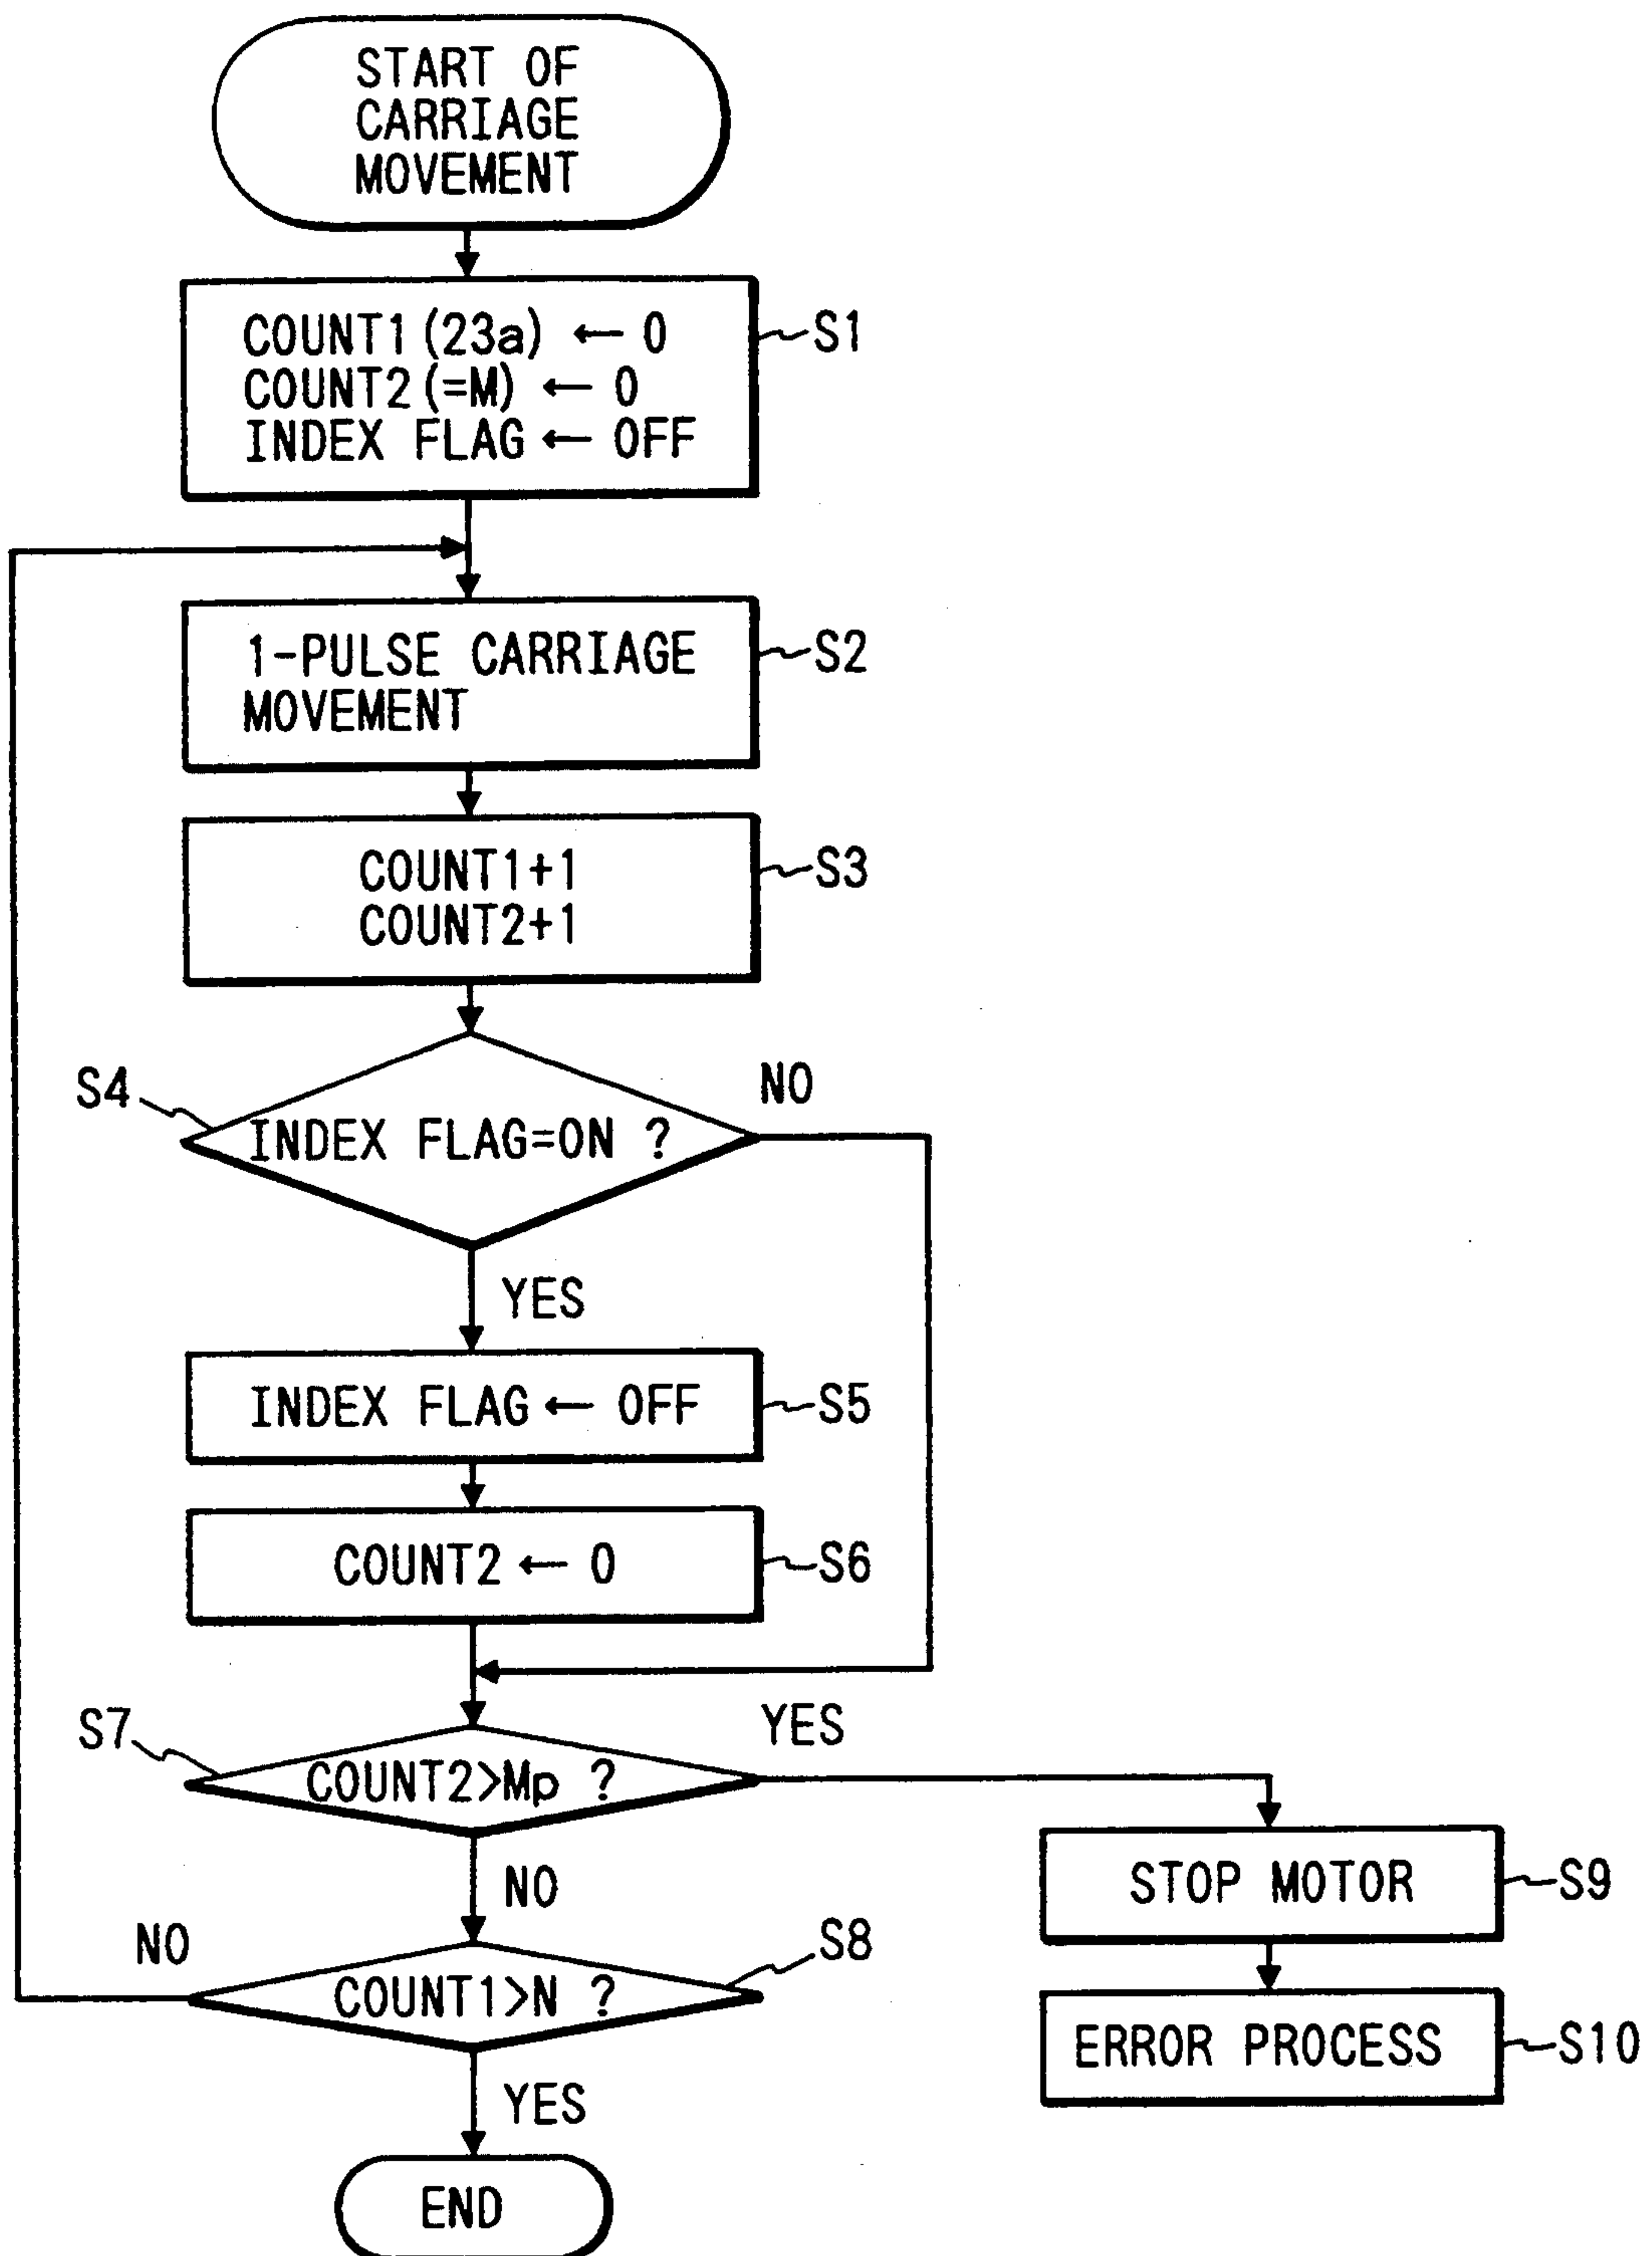 START OF
CARRIAGE
MOVEMENT
COUNT1(23a) ← 0
COUNT2(=M) ← 0
INDEX FLAG ← OFF
S1
1-PULSE CARRIAGE
MOVEMENT
S2
COUNT1+1
COUNT2+1
S3
S4
INDEX FLAG=ON ?
NO
YES
INDEX FLAG ← OFF
S5
COUNT2 ← 0
S6
S7
COUNT2>Mp ?
YES
NO
STOP MOTOR
S9
NO
COUNT1>N ?
S8
ERROR PROCESS
S10
YES
END